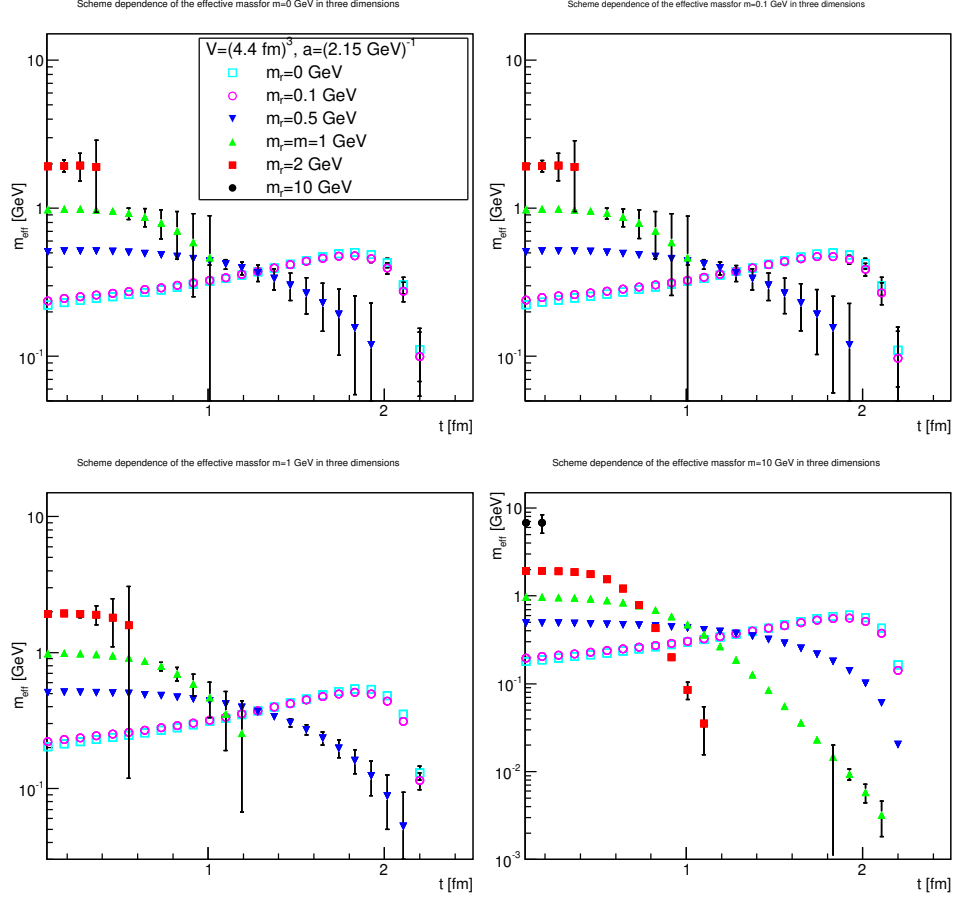 Scheme dependence of the effective massfor m=0 GeV in three dimensions
m_eff [GeV]
10
1
10^-1
V=(4.4 fm)^3, a=(2.15 GeV)^-1
m_r=0 GeV
m_r=0.1 GeV
m_r=0.5 GeV
m_r=m=1 GeV
m_r=2 GeV
m_r=10 GeV
1
2
t [fm]
Scheme dependence of the effective massfor m=0.1 GeV in three dimensions
m_eff [GeV]
10
1
10^-1
1
2
t [fm]
Scheme dependence of the effective massfor m=1 GeV in three dimensions
m_eff [GeV]
10
1
10^-1
1
2
t [fm]
Scheme dependence of the effective massfor m=10 GeV in three dimensions
m_eff [GeV]
10
1
10^-1
10^-2
10^-3
1
2
t [fm]